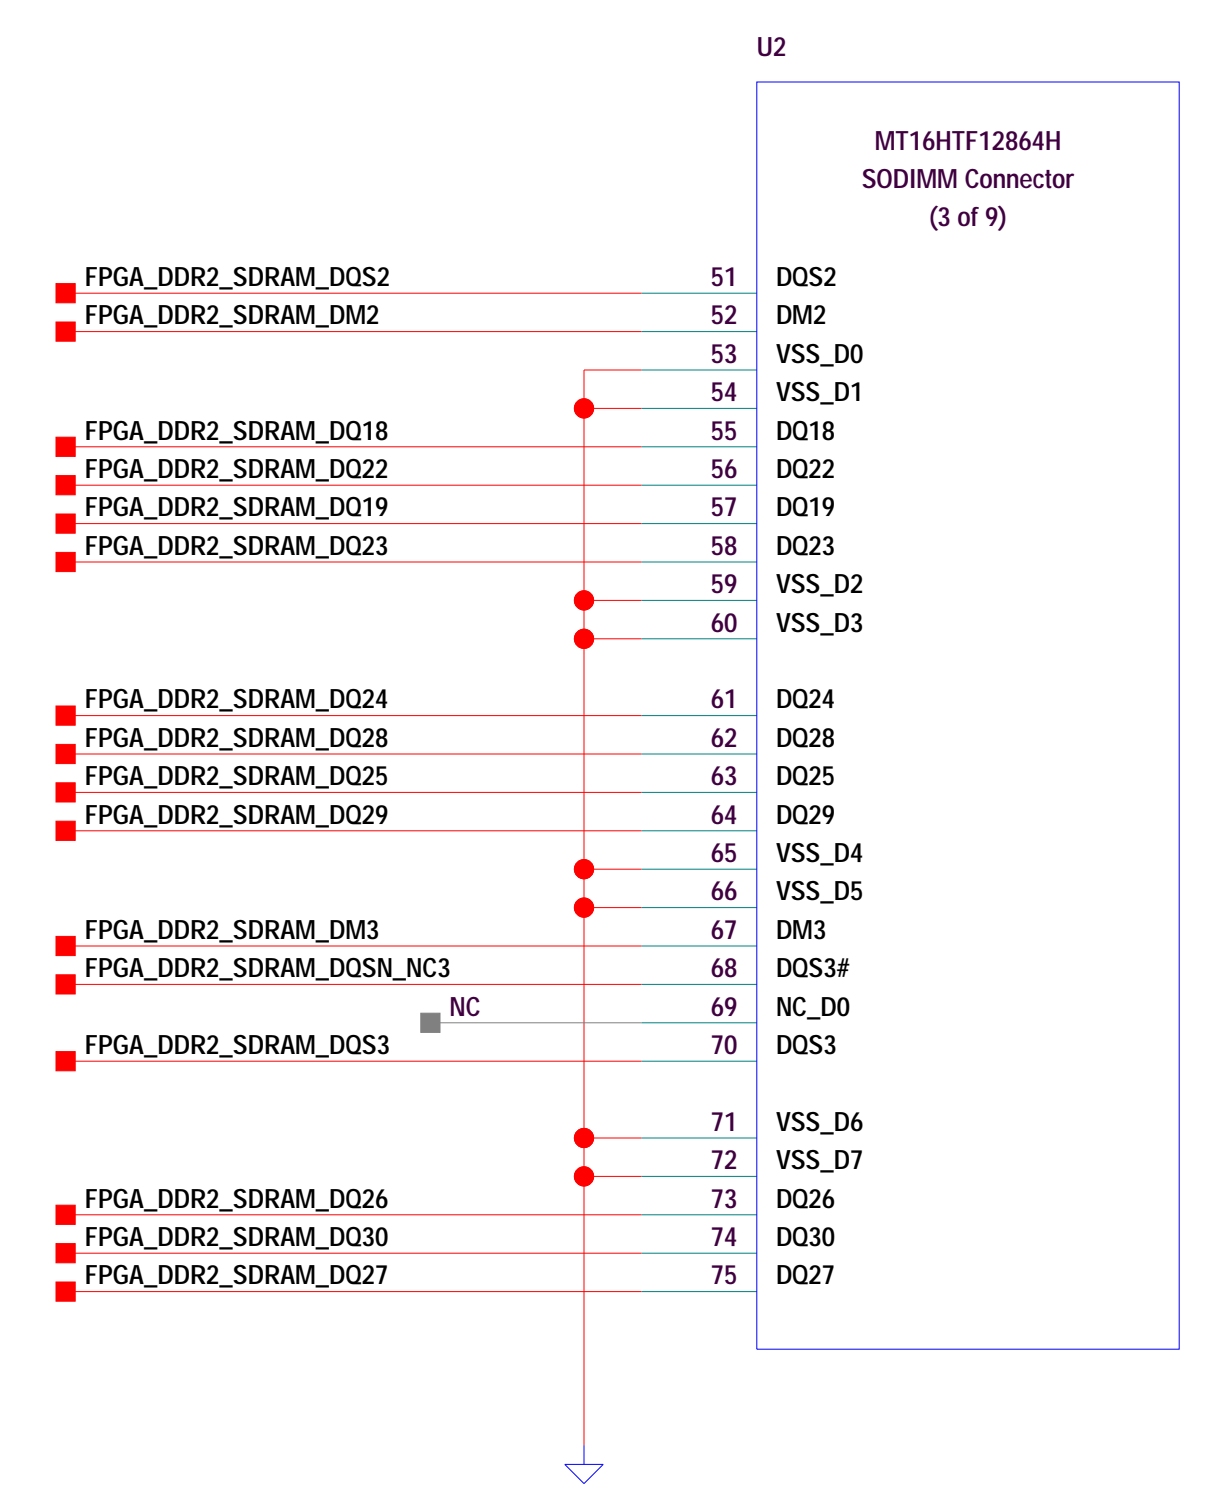 U2
MT16HTF12864H
SODIMM Connector
(3 of 9)
FPGA_DDR2_SDRAM_DQS2 51 DQS2
FPGA_DDR2_SDRAM_DM2 52 DM2
53 VSS_D0
54 VSS_D1
FPGA_DDR2_SDRAM_DQ18 55 DQ18
FPGA_DDR2_SDRAM_DQ22 56 DQ22
FPGA_DDR2_SDRAM_DQ19 57 DQ19
FPGA_DDR2_SDRAM_DQ23 58 DQ23
59 VSS_D2
60 VSS_D3
FPGA_DDR2_SDRAM_DQ24 61 DQ24
FPGA_DDR2_SDRAM_DQ28 62 DQ28
FPGA_DDR2_SDRAM_DQ25 63 DQ25
FPGA_DDR2_SDRAM_DQ29 64 DQ29
65 VSS_D4
66 VSS_D5
FPGA_DDR2_SDRAM_DM3 67 DM3
FPGA_DDR2_SDRAM_DQSN_NC3 68 DQS3#
NC 69 NC_D0
FPGA_DDR2_SDRAM_DQS3 70 DQS3
71 VSS_D6
72 VSS_D7
FPGA_DDR2_SDRAM_DQ26 73 DQ26
FPGA_DDR2_SDRAM_DQ30 74 DQ30
FPGA_DDR2_SDRAM_DQ27 75 DQ27